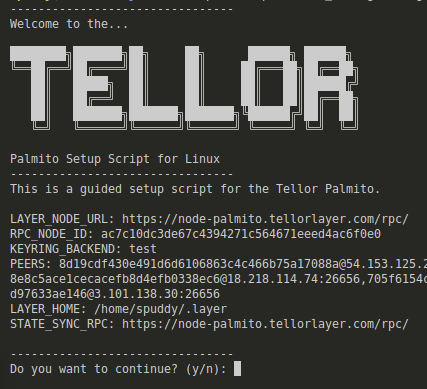 --------------------------------
Welcome to the...
TELLOR
Palmito Setup Script for Linux
--------------------------------
This is a guided setup script for the Tellor Palmito.
LAYER_NODE_URL: https://node-palmito.tellorlayer.com/rpc/
RPC_NODE_ID: ac7c10dc3de67c4394271c564671eeed4ac6f0e0
KEYRING_BACKEND: test
PEERS: 8d19cdf430e491d6d6106863c4c466b75a17088a@54.153.125.2
8e8c5ace1cecacefb8d4efb0338ec6@18.218.114.74:26656,705f6154c
d97633ae146@3.101.138.30:26656
LAYER_HOME: /home/spuddy/.layer
STATE_SYNC_RPC: https://node-palmito.tellorlayer.com/rpc/
--------------------------------
Do you want to continue? (y/n):